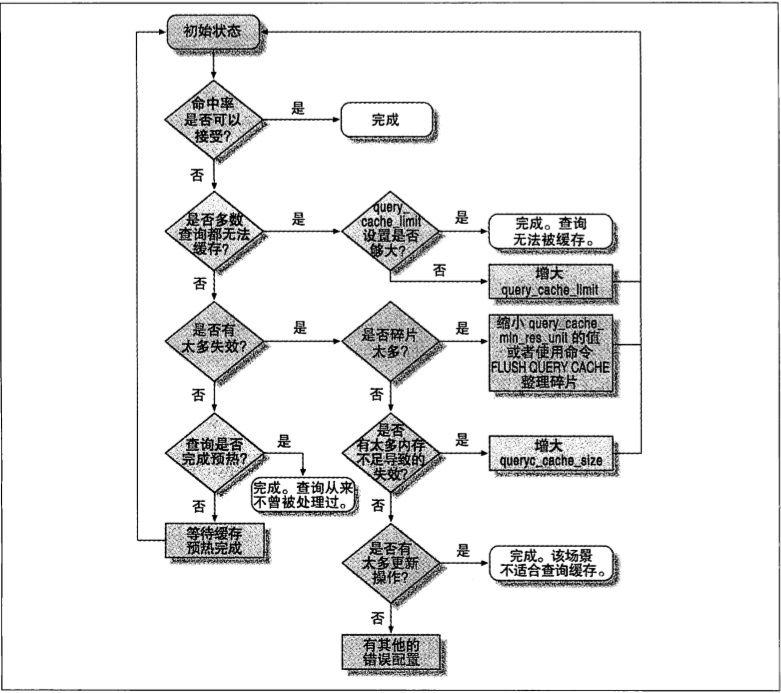 初始状态
命中率
是否可以
接受?
是
完成
否
是否多数
查询都无法
缓存?
是
query_
cache_limit
设置是否
够大?
是
完成。查询
无法被缓存。
否
增大
query_cache_limit
否
是否有
太多失效?
是
是否碎片
太多?
是
缩小 query_cache_
min_res_unit 的值
或者使用命令
FLUSH QUERY CACHE
整理碎片
否
否
查询是否
完成预热?
是
完成。查询从来
不曾被处理过。
是否
有太多内存
不足导致的
失效?
是
增大
queryc_cache_size
否
等待缓存
预热完成
否
是否有
太多更新
操作?
是
完成。该场景
不适合查询缓存。
否
有其他的
错误配置